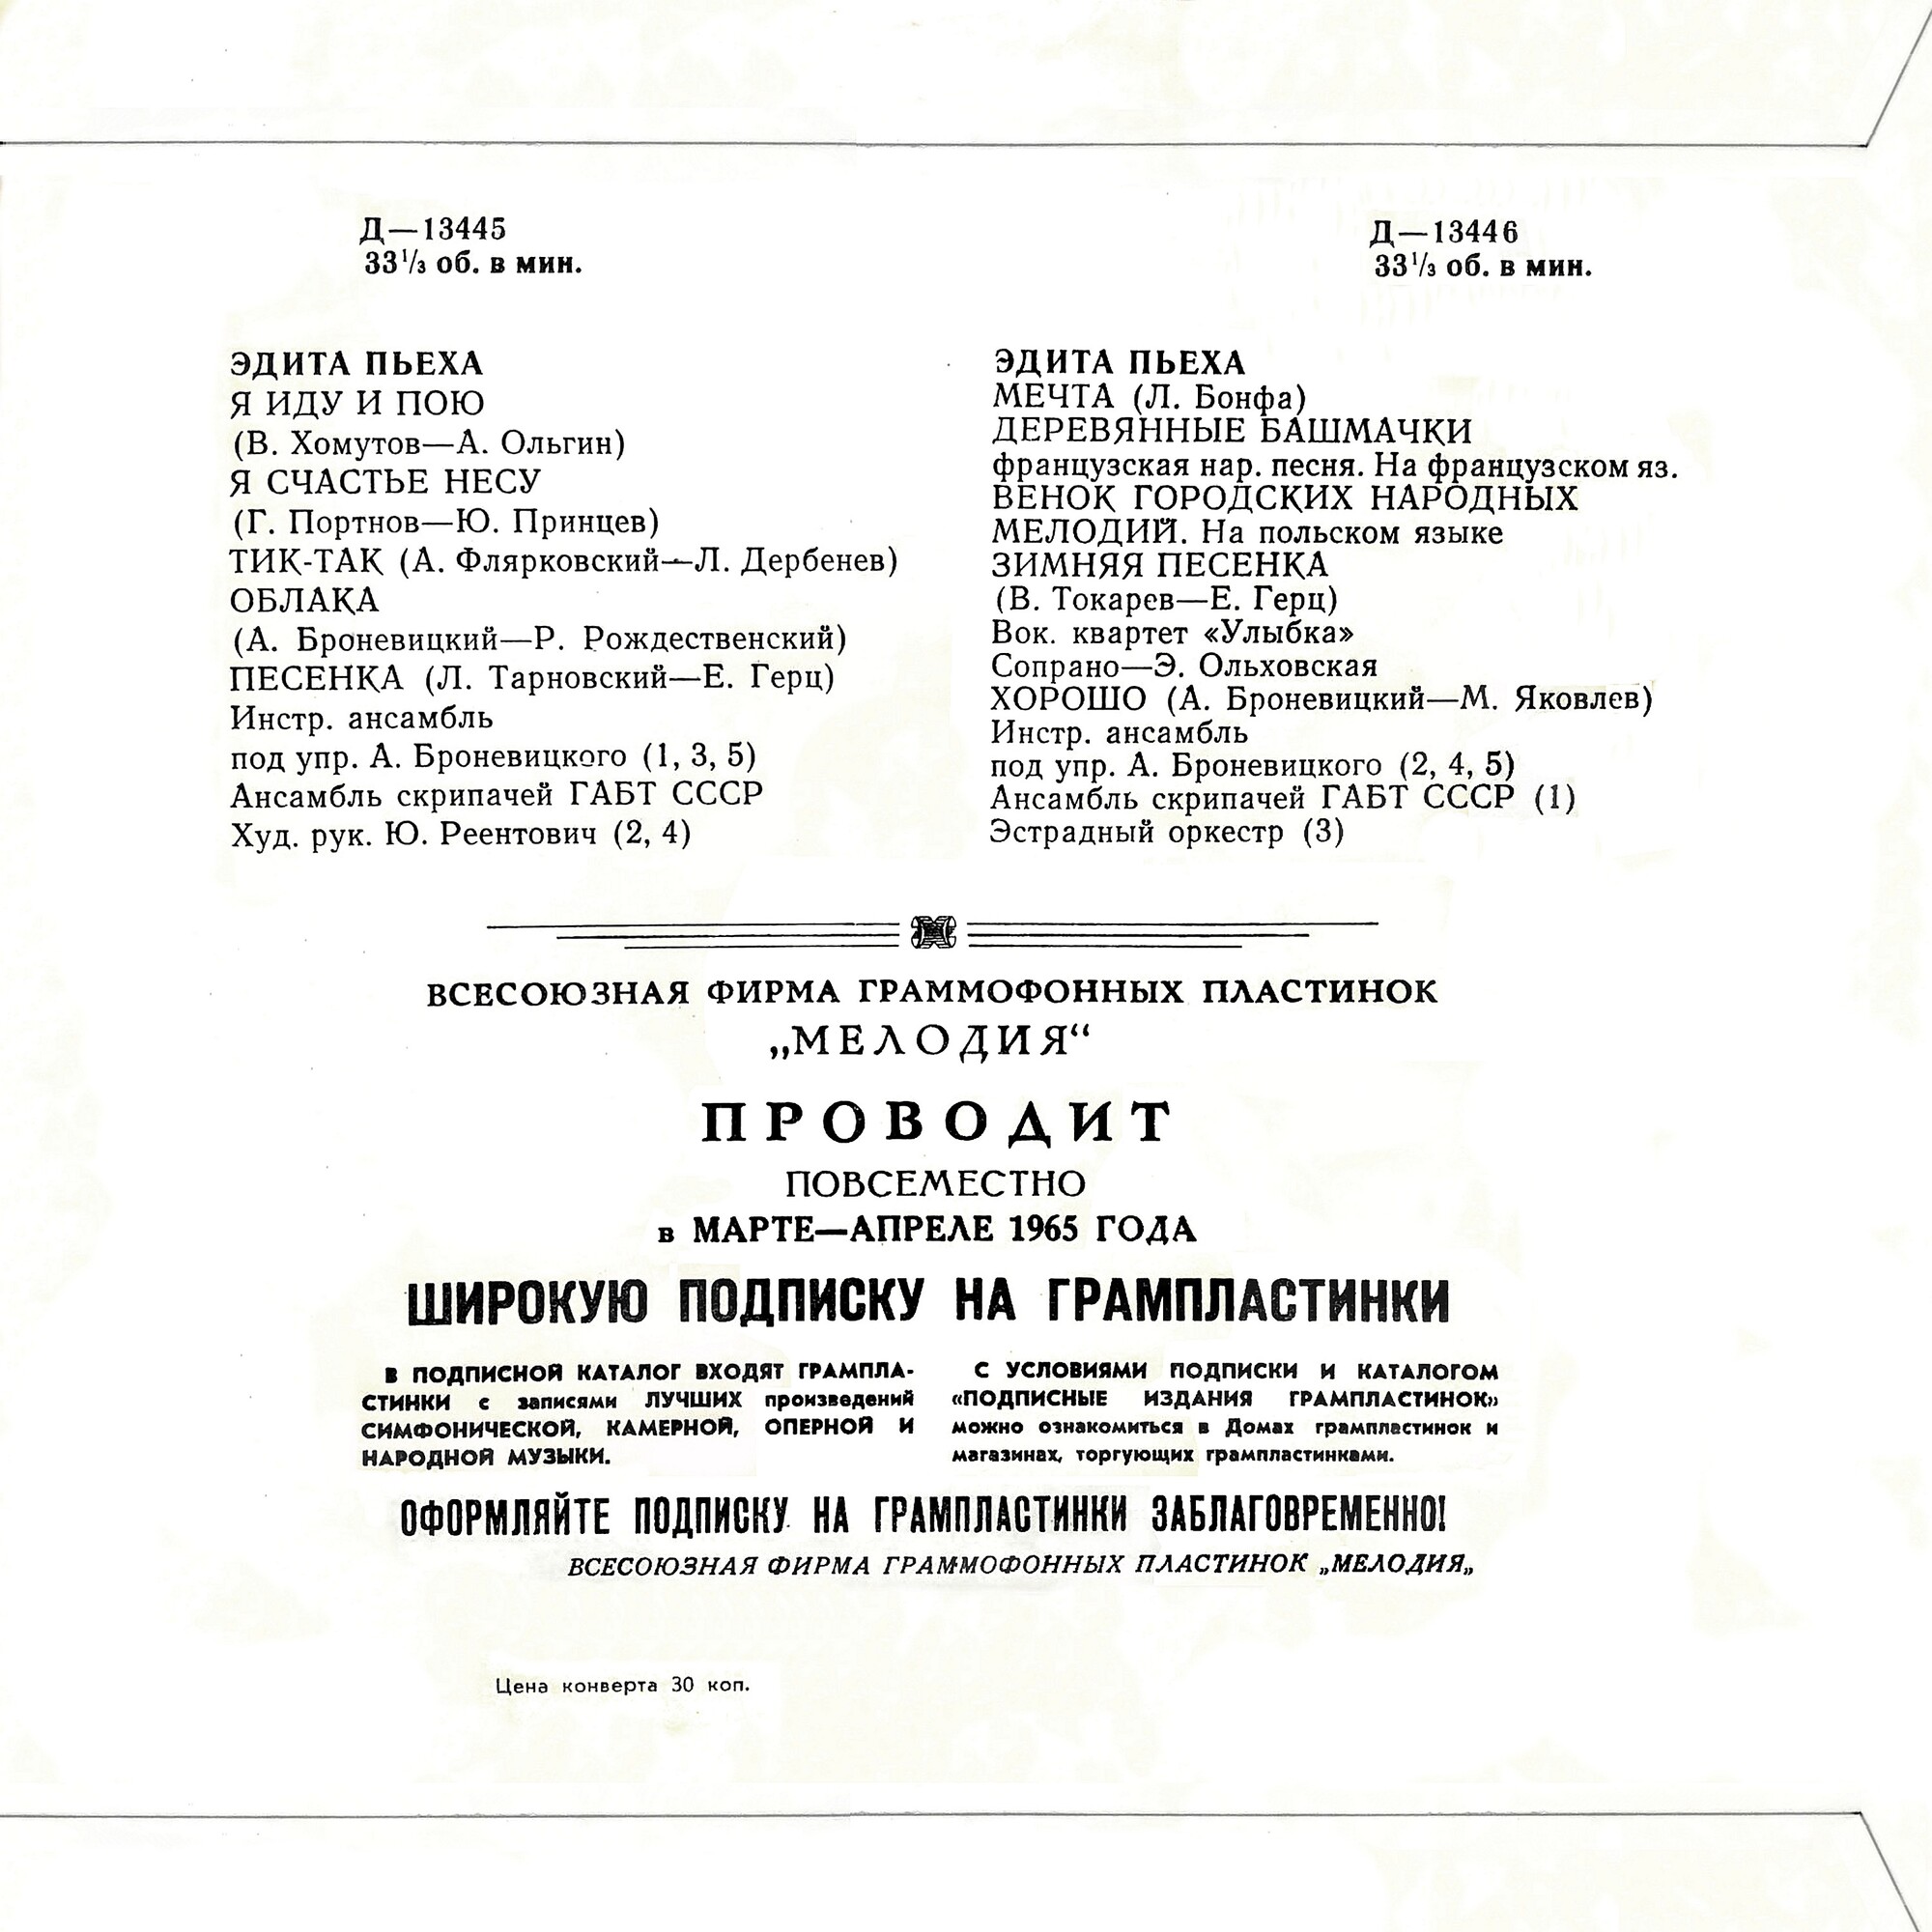 Д—13445
33 1/3 об. в мин.
ЭДИТА ПЬЕХА
Я ИДУ И ПОЮ
(В. Хомутов—А. Ольгин)
Я СЧАСТЬЕ НЕСУ
(Г. Портнов—Ю. Принцев)
ТИК-ТАК (А. Флярковский—Л. Дербенев)
ОБЛАКА
(А. Броневицкий—Р. Рождественский)
ПЕСЕНКА (Л. Тарновский—Е. Герц)
Инстр. ансамбль
под упр. А. Броневицкого (1, 3, 5)
Ансамбль скрипачей ГАБТ СССР
Худ. рук. Ю. Реентович (2, 4)
Д—13446
33 1/3 об. в мин.
ЭДИТА ПЬЕХА
МЕЧТА (Л. Бонфа)
ДЕРЕВЯННЫЕ БАШМАЧКИ
французская нар. песня. На французском яз.
ВЕНОК ГОРОДСКИХ НАРОДНЫХ
МЕЛОДИЙ. На польском языке
ЗИМНЯЯ ПЕСЕНКА
(В. Токарев—Е. Герц)
Вок. квартет «Улыбка»
Сопрано—Э. Ольховская
ХОРОШО (А. Броневицкий—М. Яковлев)
Инстр. ансамбль
под упр. А. Броневицкого (2, 4, 5)
Ансамбль скрипачей ГАБТ СССР (1)
Эстрадный оркестр (3)
ВСЕСОЮЗНАЯ ФИРМА ГРАММОФОННЫХ ПЛАСТИНОК
„МЕЛОДИЯ“
ПРОВОДИТ
ПОВСЕМЕСТНО
в МАРТЕ—АПРЕЛЕ 1965 ГОДА
ШИРОКУЮ ПОДПИСКУ НА ГРАМПЛАСТИНКИ
В ПОДПИСНОЙ КАТАЛОГ ВХОДЯТ ГРАМПЛА-
СТИНКИ с записями ЛУЧШИХ произведений
СИМФОНИЧЕСКОЙ, КАМЕРНОЙ, ОПЕРНОЙ И
НАРОДНОЙ МУЗЫКИ.
С УСЛОВИЯМИ ПОДПИСКИ И КАТАЛОГОМ
«ПОДПИСНЫЕ ИЗДАНИЯ ГРАМПЛАСТИНОК»
можно ознакомиться в Домах грампластинок и
магазинах, торгующих грампластинками.
ОФОРМЛЯЙТЕ ПОДПИСКУ НА ГРАМПЛАСТИНКИ ЗАБЛАГОВРЕМЕННО!
ВСЕСОЮЗНАЯ ФИРМА ГРАММОФОННЫХ ПЛАСТИНОК „МЕЛОДИЯ„
Цена конверта 30 коп.